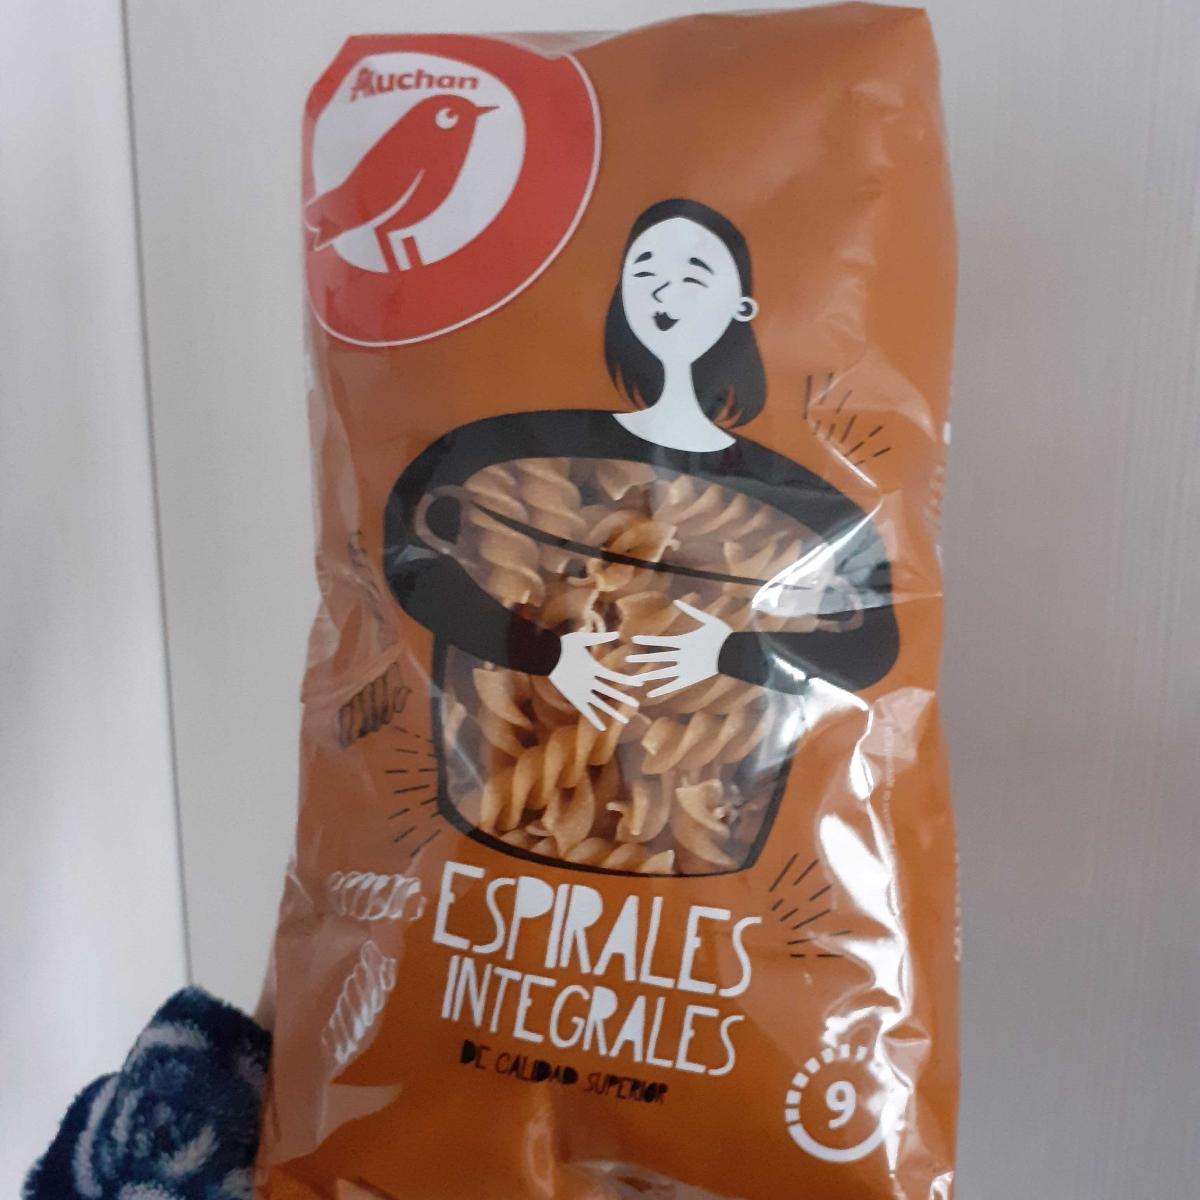 Auchan
ESPIRALES
INTEGRALES
DE CALIDAD SUPERIOR
9